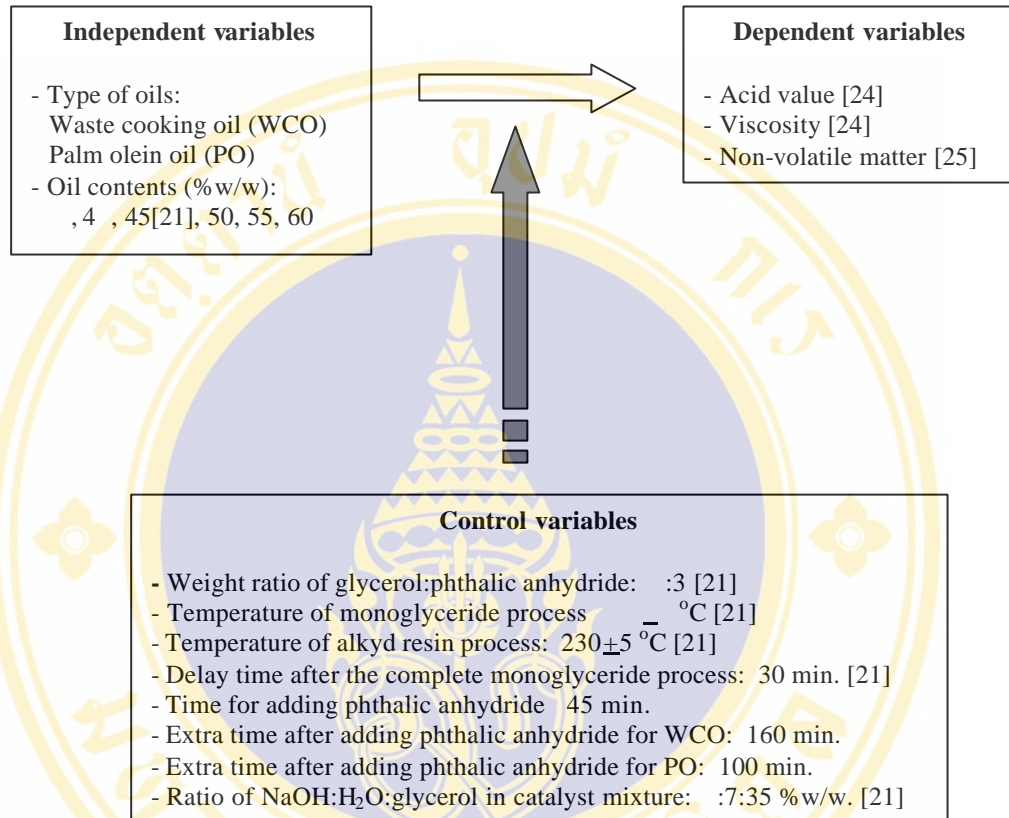 Independent variables
- Type of oils:
Waste cooking oil (WCO)
Palm olein oil (PO)
- Oil contents (%w/w):
, 4 , 45[21], 50, 55, 60
Dependent variables
- Acid value [24]
- Viscosity [24]
- Non-volatile matter [25]
Control variables
- Weight ratio of glycerol:phthalic anhydride: :3 [21]
- Temperature of monoglyceride process _ °C [21]
- Temperature of alkyd resin process: 230±5 °C [21]
- Delay time after the complete monoglyceride process: 30 min. [21]
- Time for adding phthalic anhydride 45 min.
- Extra time after adding phthalic anhydride for WCO: 160 min.
- Extra time after adding phthalic anhydride for PO: 100 min.
- Ratio of NaOH:H₂O:glycerol in catalyst mixture: :7:35 %w/w. [21]